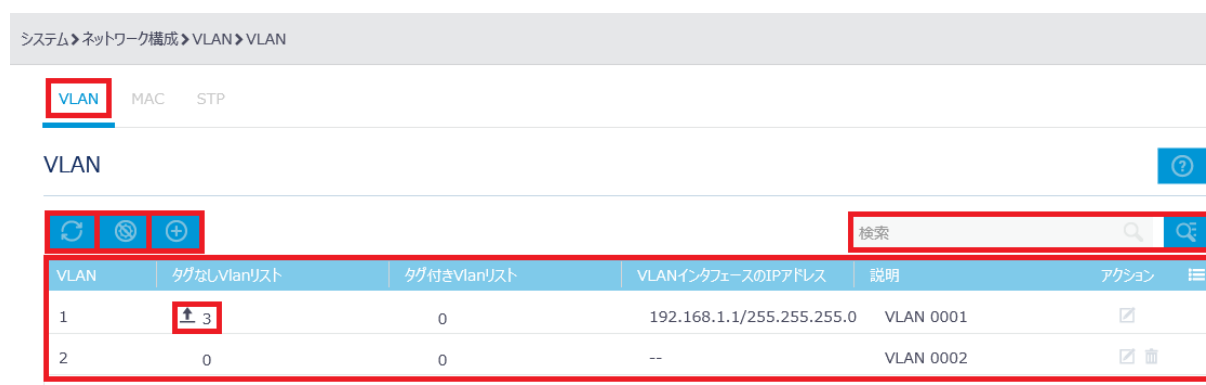 システム>ネットワーク構成>VLAN>VLAN
VLAN MAC STP
VLAN
検索
VLAN タグなしVlanリスト タグ付きVlanリスト VLANインタフェースのIPアドレス 説明 アクション
1 3 0 192.168.1.1/255.255.255.0 VLAN 0001
2 0 0 -- VLAN 0002